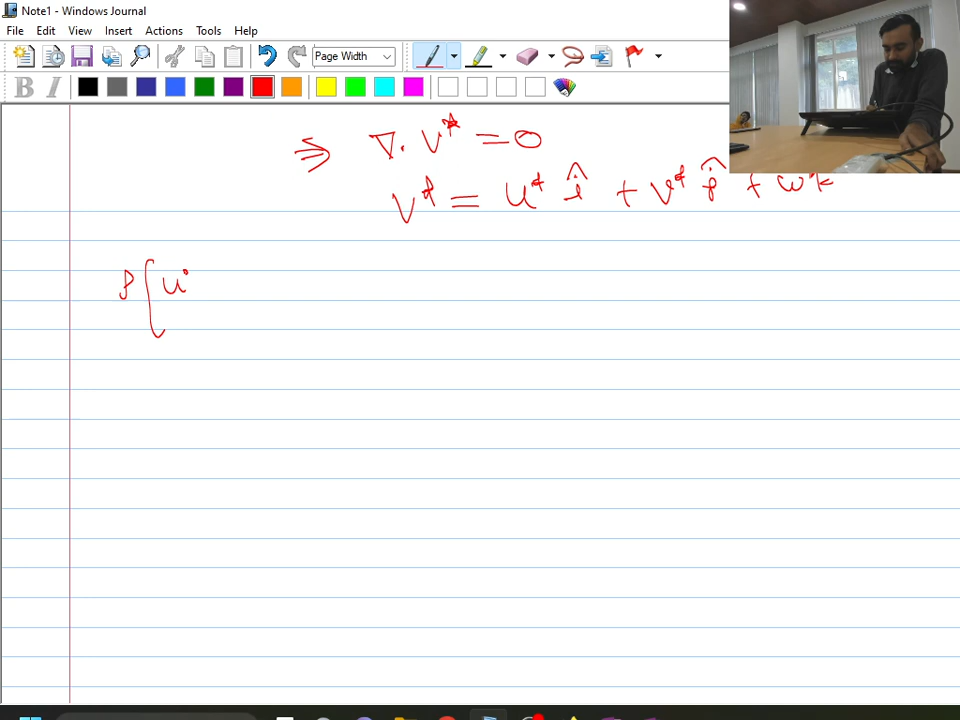 Note1 - Windows Journal
File Edit View Insert Actions Tools Help
Page Width
B I
⇒ ∇. V* = 0
V* = u* î + v* ĵ + ω* k
ρ { u*